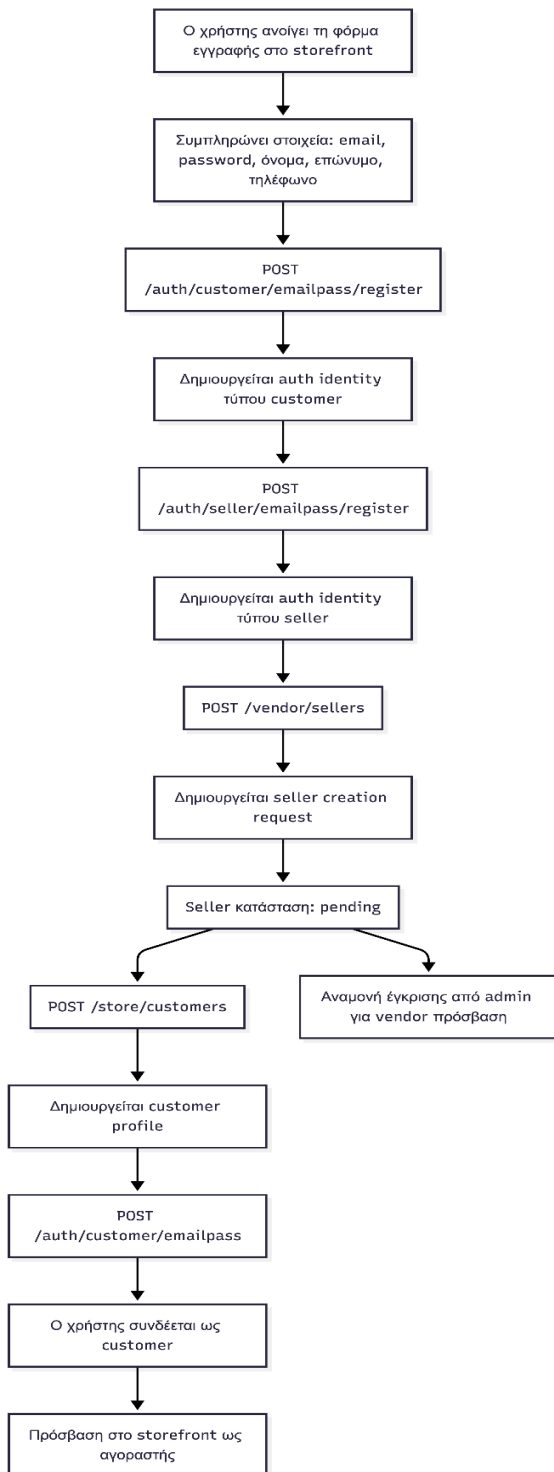 Ο χρήστης ανοίγει τη φόρμα
εγγραφής στο storefront
Συμπληρώνει στοιχεία: email,
password, όνομα, επώνυμο,
τηλέφωνο
POST
/auth/customer/emailpass/register
Δημιουργείται auth identity
τύπου customer
POST
/auth/seller/emailpass/register
Δημιουργείται auth identity
τύπου seller
POST /vendor/sellers
Δημιουργείται seller creation
request
Seller κατάσταση: pending
POST /store/customers
Αναμονή έγκρισης από admin
για vendor πρόσβαση
Δημιουργείται customer
profile
POST
/auth/customer/emailpass
Ο χρήστης συνδέεται ως
customer
Πρόσβαση στο storefront ως
αγοραστής